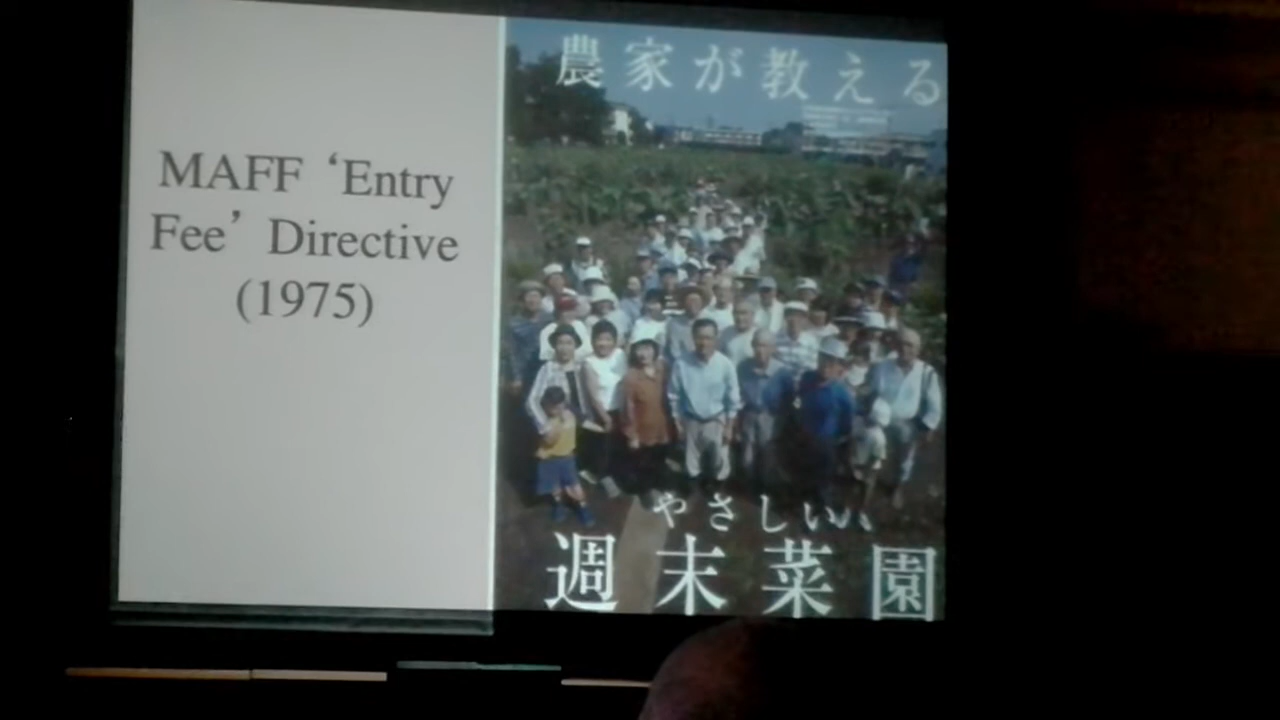 MAFF ‘Entry
Fee’ Directive
(1975)
農家が教える
やさしい
週末菜園